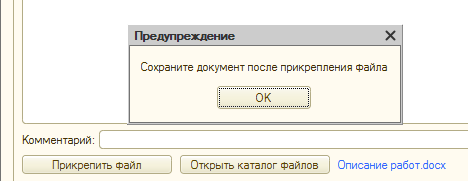 Предупреждение
Сохраните документ после прикрепления файла
OK
Комментарий:
Прикрепить файл
Открыть каталог файлов
Описание работ.docx